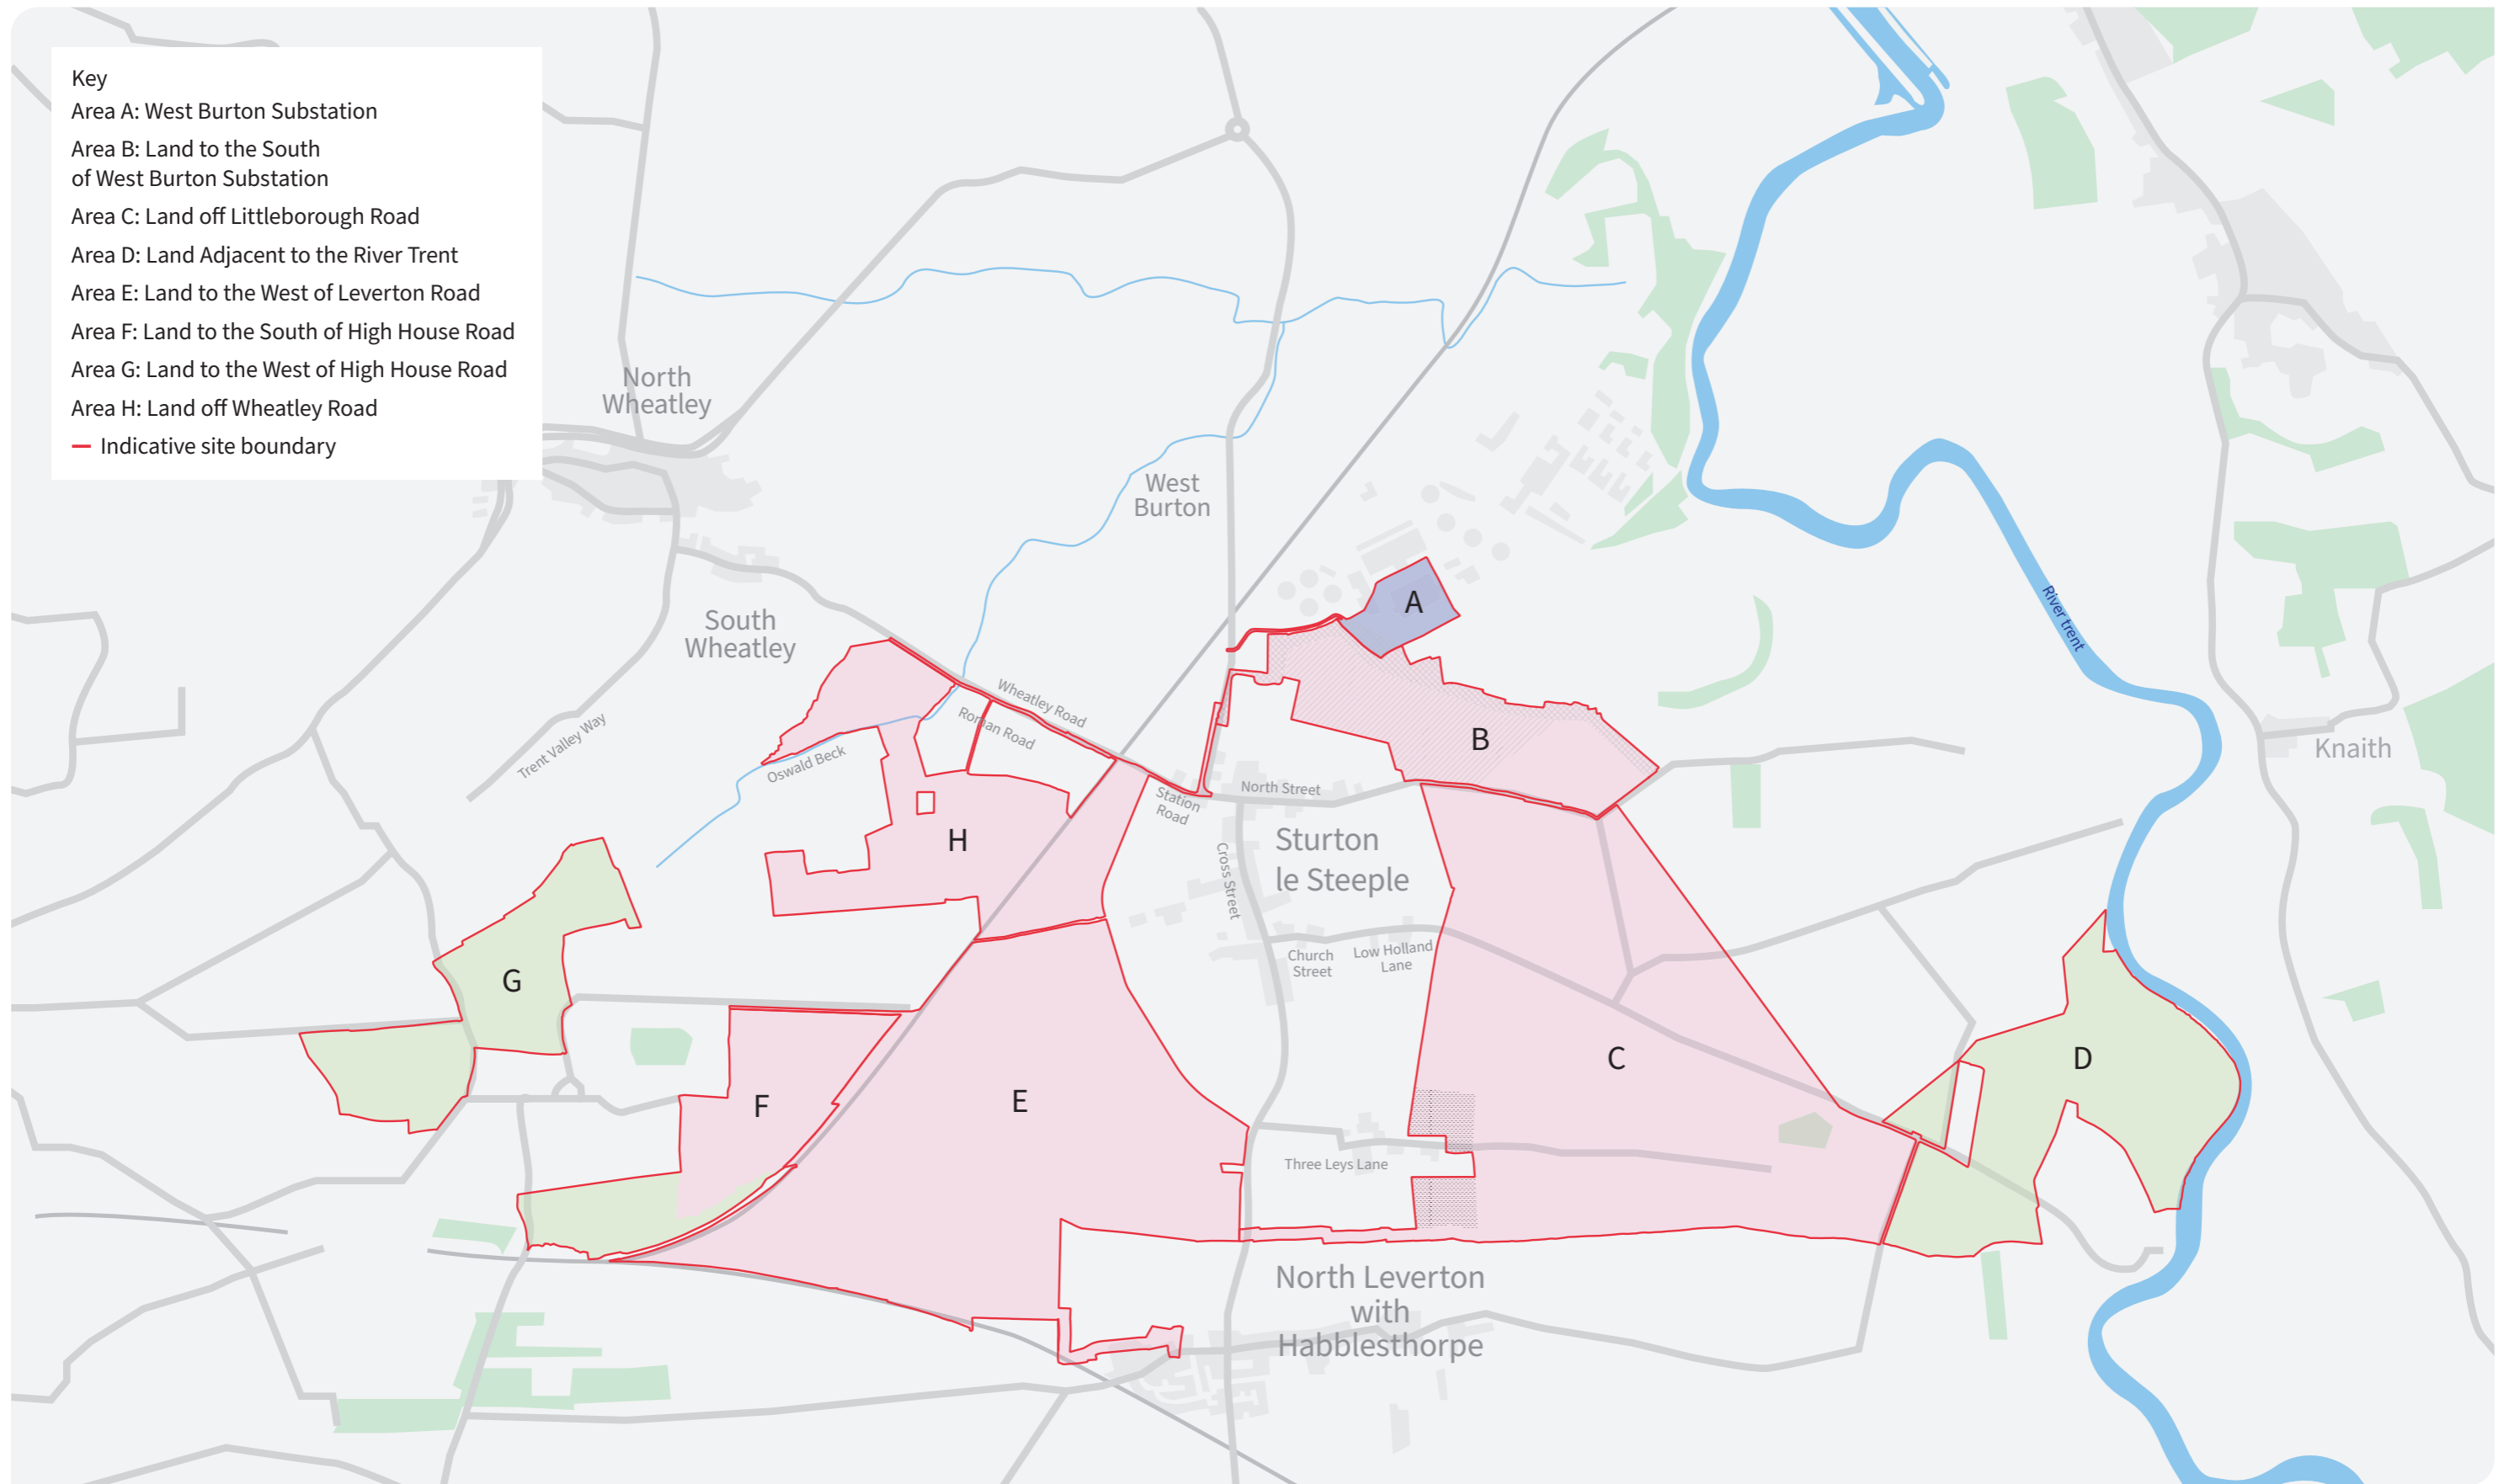 Key
Area A: West Burton Substation
Area B: Land to the South
of West Burton Substation
Area C: Land off Littleborough Road
Area D: Land Adjacent to the River Trent
Area E: Land to the West of Leverton Road
Area F: Land to the South of High House Road
Area G: Land to the West of High House Road
Area H: Land off Wheatley Road
Indicative site boundary
North
Wheatley
West
Burton
South
Wheatley
River trent
A
Wheatley Road
Roman Road
Trent Valley Way
Oswald Beck
B
Knaith
Station
Road
North Street
H
Sturton
le Steeple
Cross Street
Church
Street
Low Holland
Lane
G
F
E
C
D
Three Leys Lane
North Leverton
with
Habblesthorpe